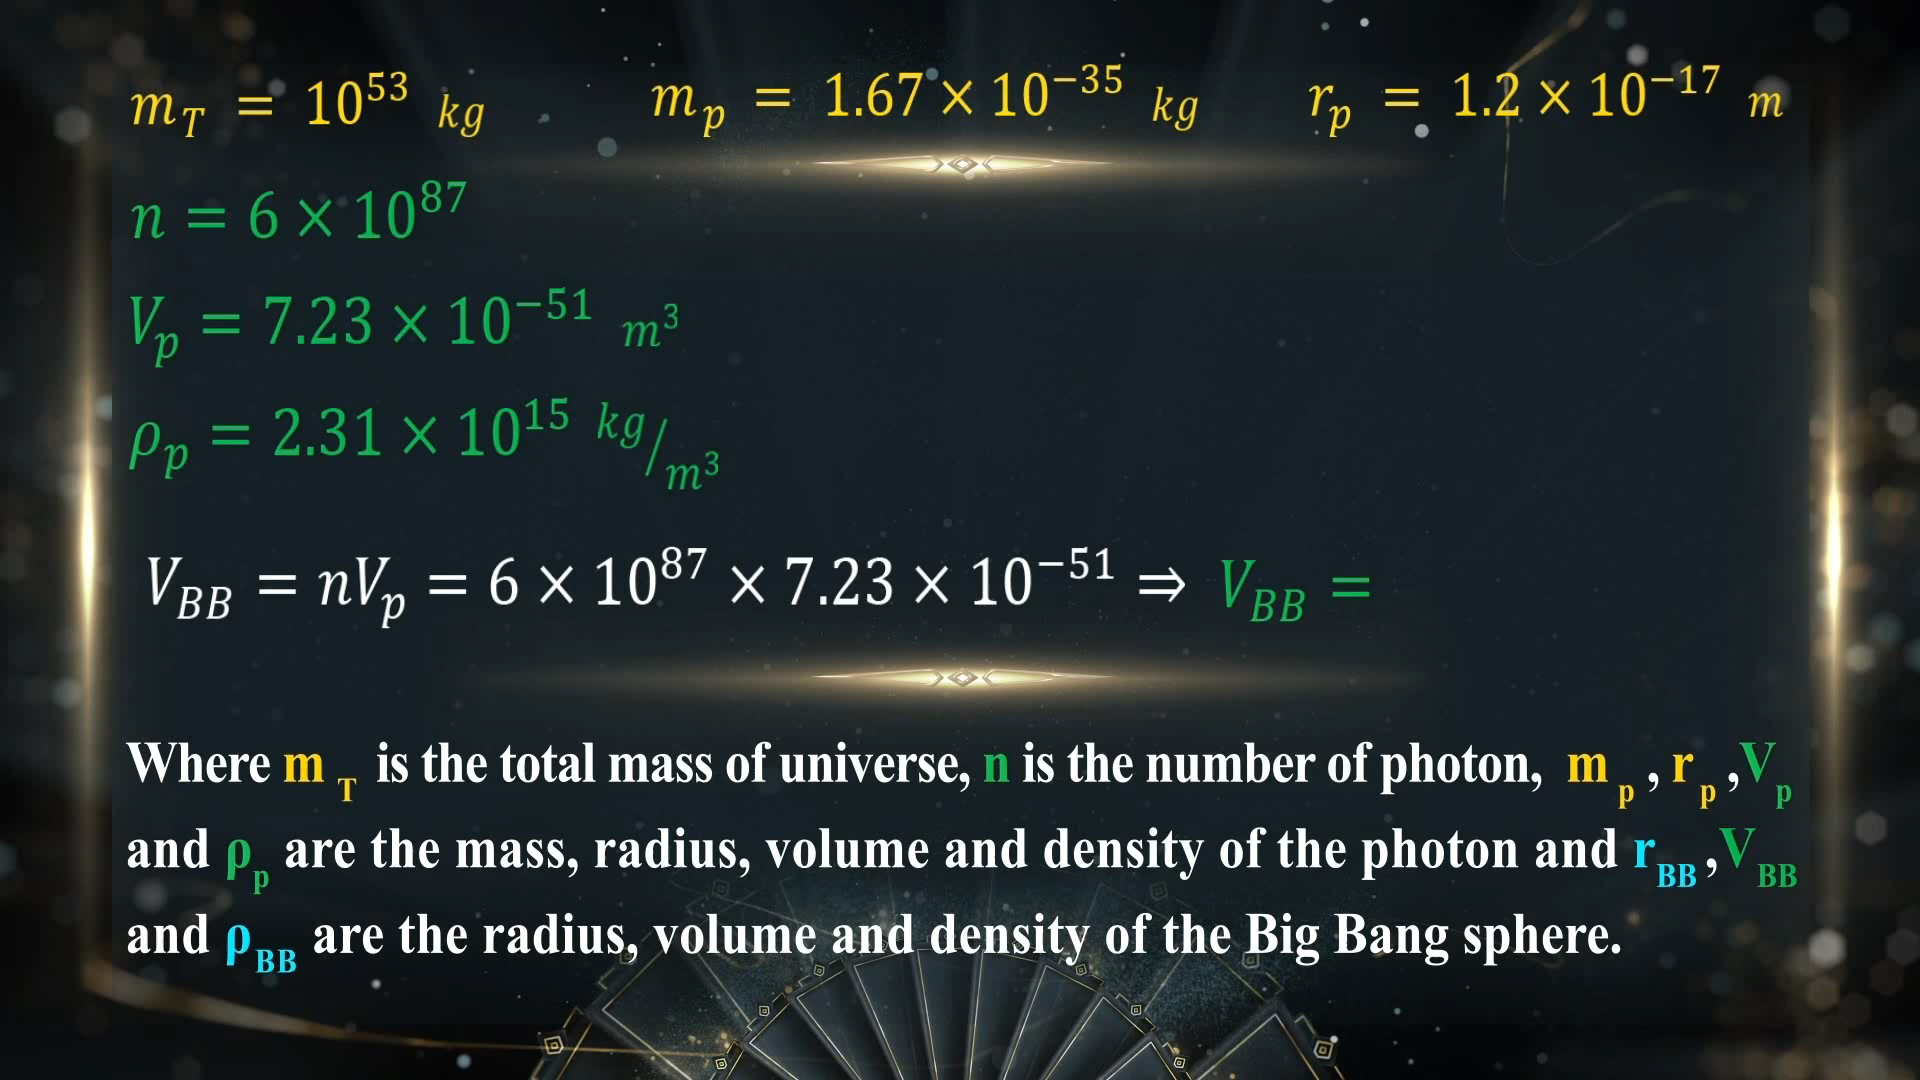 m_T = 10^53 kg m_p = 1.67 × 10^−35 kg r_p = 1.2 × 10^−17 m
n = 6 × 10^87
V_p = 7.23 × 10^−51 m^3
ρ_p = 2.31 × 10^15 kg/m^3
V_BB = nV_p = 6 × 10^87 × 7.23 × 10^−51 ⇒ V_BB =
Where m_T is the total mass of universe, n is the number of photon, m_p , r_p ,V_p
and ρ_p are the mass, radius, volume and density of the photon and r_BB ,V_BB
and ρ_BB are the radius, volume and density of the Big Bang sphere.